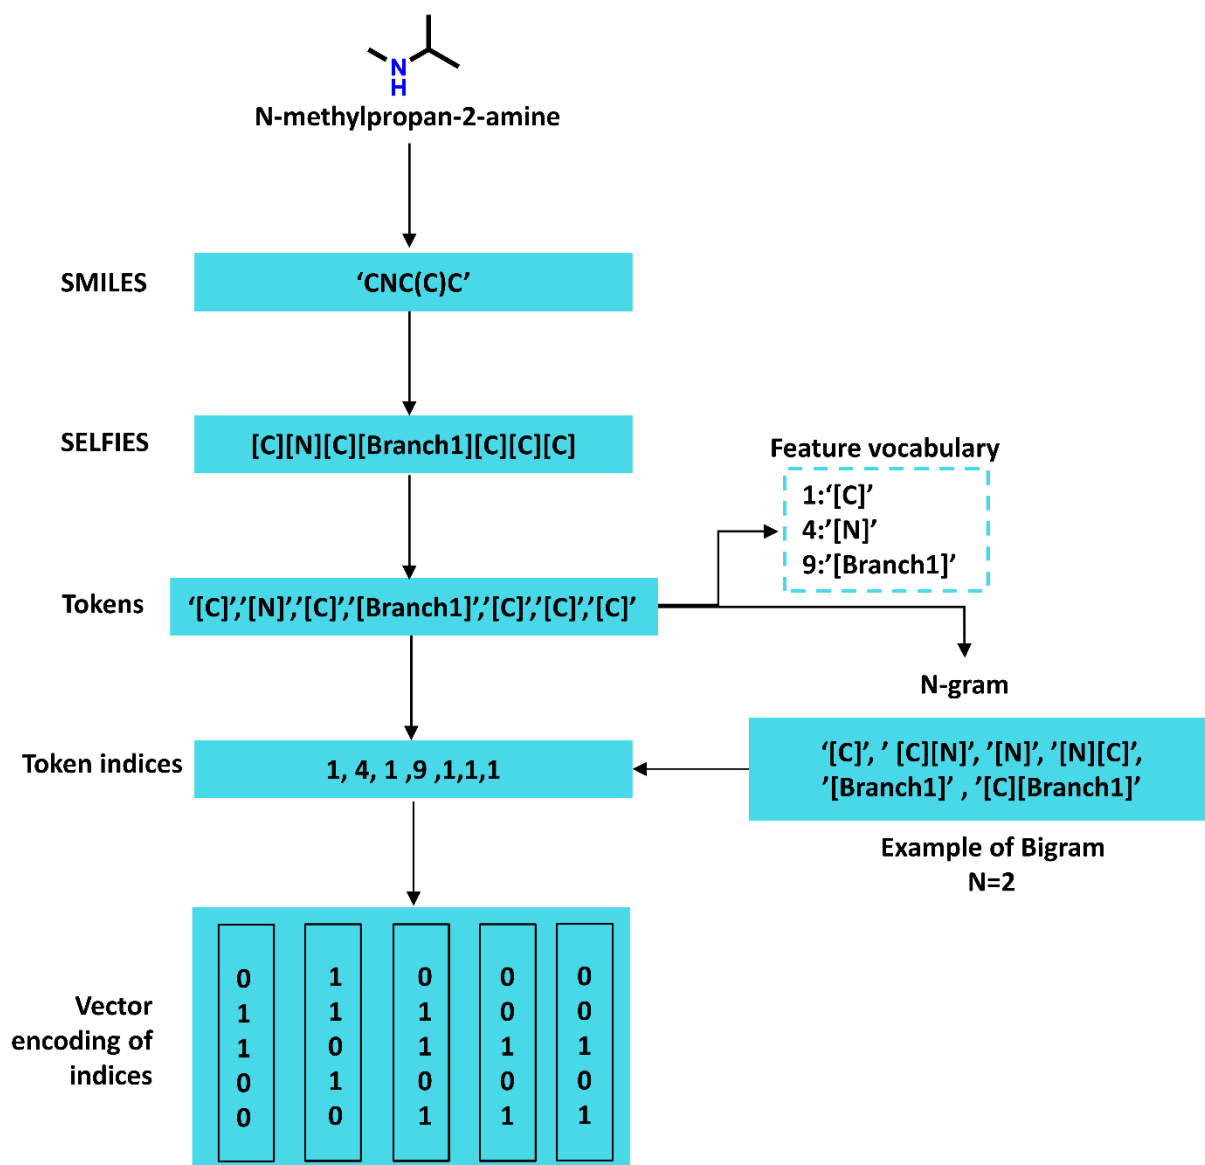 N
H
N-methylpropan-2-amine
SMILES
‘CNC(C)C’
SELFIES
[C][N][C][Branch1][C][C][C]
Feature vocabulary
1:‘[C]’
4:’[N]’
9:’[Branch1]’
Tokens
‘[C]’,’[N]’,‘[C]’,’[Branch1]’,’[C]’,‘[C]’,‘[C]’
N-gram
Token indices
1, 4, 1 ,9 ,1,1,1
‘[C]’, ’ [C][N]’, ’[N]’, ’[N][C]’,
’[Branch1]’ , ’[C][Branch1]’
Example of Bigram
N=2
Vector
encoding of
indices
0 1 0 0 0
1 1 1 0 0
1 0 1 1 1
0 1 0 0 0
0 0 1 1 1